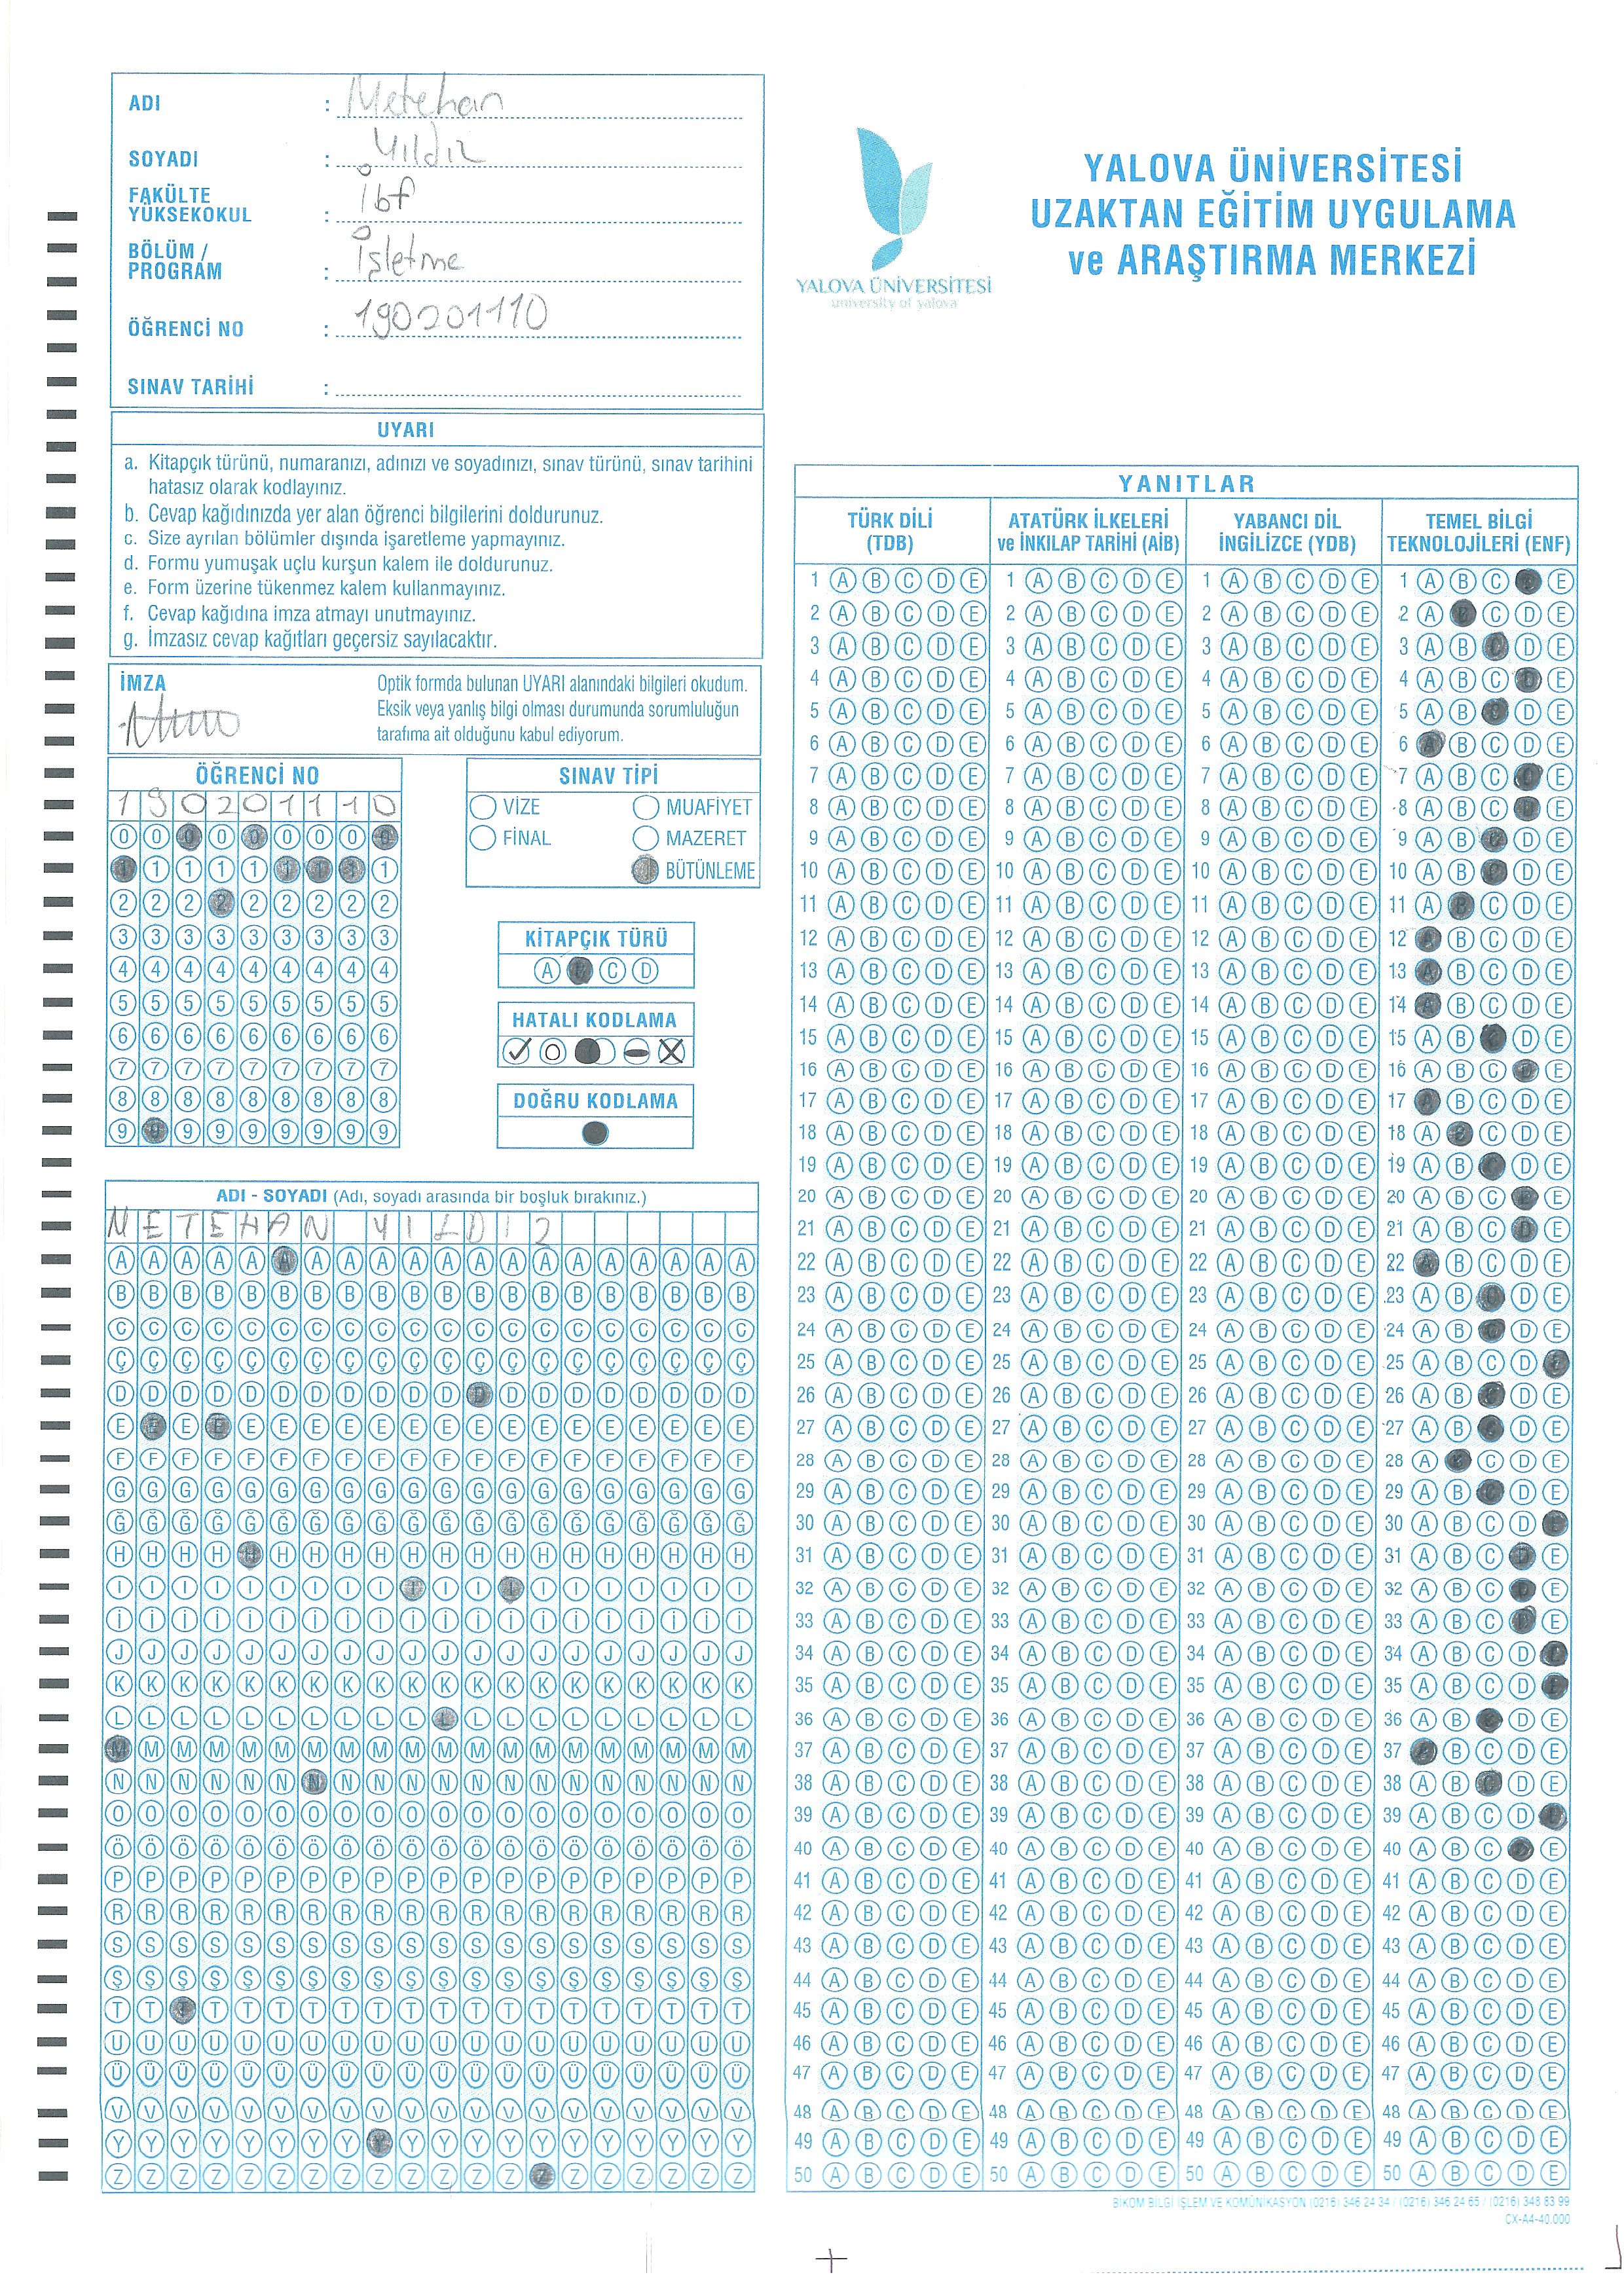 ADI : Metehan
SOYADI : Yıldız
FAKÜLTE
YÜKSEKOKUL : İbf
BÖLÜM /
PROGRAM : İşletme
ÖĞRENCİ NO : 190201110
SINAV TARİHİ :
YALOVA ÜNİVERSİTESİ
university of yalova
YALOVA ÜNİVERSİTESİ
UZAKTAN EĞİTİM UYGULAMA
ve ARAŞTIRMA MERKEZİ
UYARI
a. Kitapçık türünü, numaranızı, adınızı ve soyadınızı, sınav türünü, sınav tarihini
hatasız olarak kodlayınız.
b. Cevap kağıdınızda yer alan öğrenci bilgilerini doldurunuz.
c. Size ayrılan bölümler dışında işaretleme yapmayınız.
d. Formu yumuşak uçlu kurşun kalem ile doldurunuz.
e. Form üzerine tükenmez kalem kullanmayınız.
f. Cevap kağıdına imza atmayı unutmayınız.
g. İmzasız cevap kağıtları geçersiz sayılacaktır.
İMZA
Optik formda bulunan UYARI alanındaki bilgileri okudum.
Eksik veya yanlış bilgi olması durumunda sorumluluğun
tarafıma ait olduğunu kabul ediyorum.
ÖĞRENCİ NO
1 9 0 2 0 1 1 1 0
SINAV TİPİ
VİZE MUAFİYET
FİNAL MAZERET
BÜTÜNLEME
KİTAPÇIK TÜRÜ
A C D
HATALI KODLAMA
DOĞRU KODLAMA
ADI - SOYADI (Adı, soyadı arasında bir boşluk bırakınız.)
M E T E H A N Y I L D I Z
YANITLAR
TÜRK DİLİ
(TDB)
ATATÜRK İLKELERİ
ve İNKILAP TARİHİ (AİB)
YABANCI DİL
İNGİLİZCE (YDB)
TEMEL BİLGİ
TEKNOLOJİLERİ (ENF)
BİKOM BİLGİ İŞLEM VE KOMÜNİKASYON (0216) 346 24 34 / (0216) 346 24 65 / (0216) 348 83 99
CX-A4-40.000